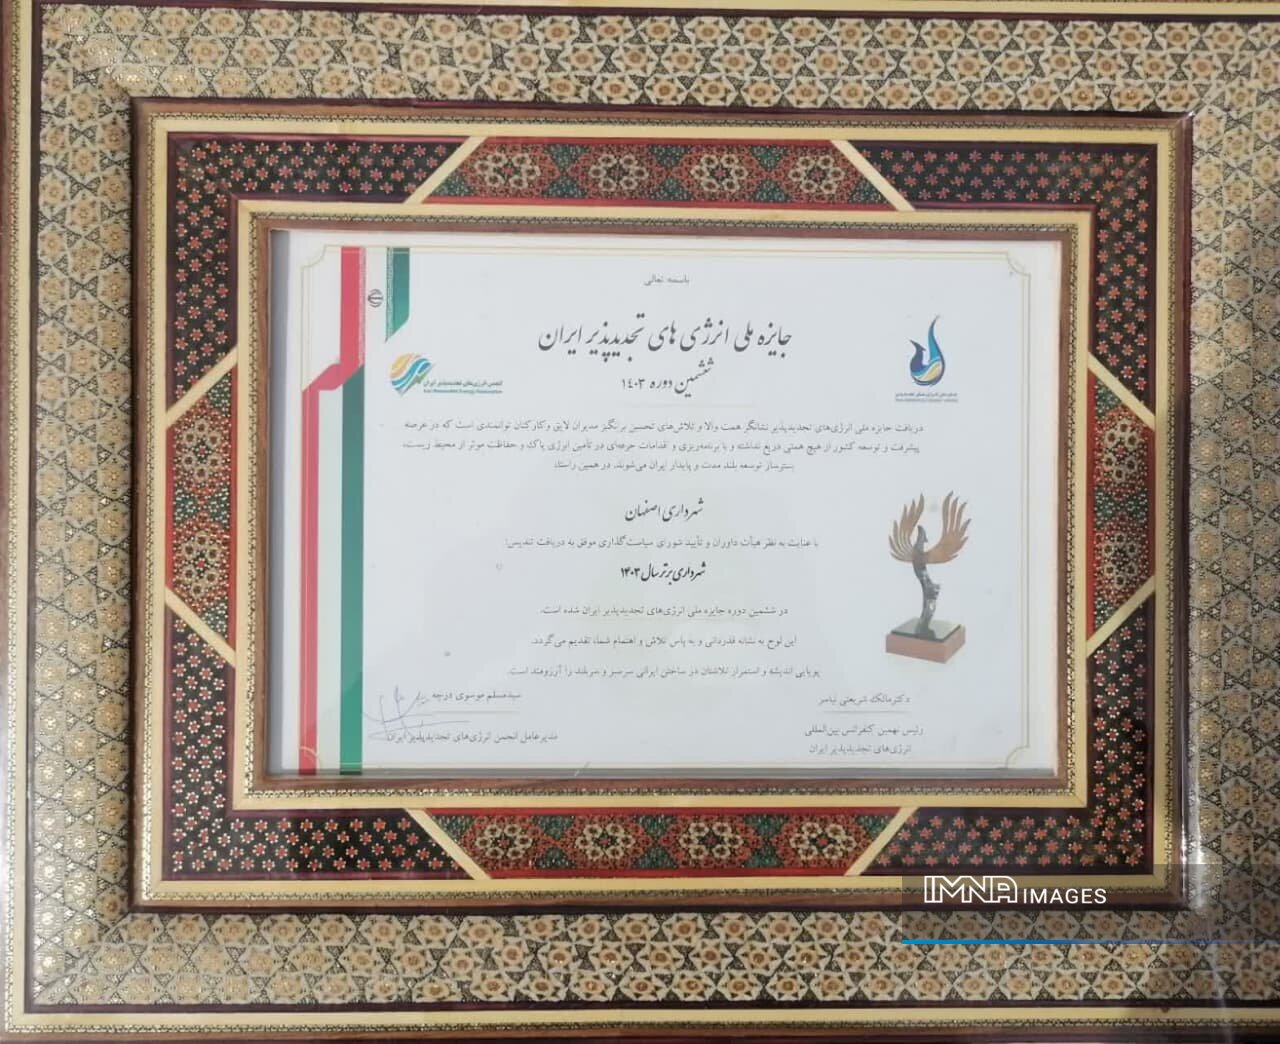 باسمه تعالی
جایزه ملی انرژی های تجدیدپذیر ایران
ششمین دوره ۱۴۰۳
انجمن انرژی‌های تجدیدپذیر ایران
Iran Renewable Energy Association
دریافت جایزه ملی انرژی‌های تجدیدپذیر نشانگر همت والا و تلاش‌های تحسین برانگیز مدیران لایق و کارکنان توانمندی است که در عرصه
پیشرفت و توسعه کشور از هیچ همتی دریغ نداشته و با برنامه‌ریزی و اقدامات حرفه‌ای در تأمین انرژی پاک و حفاظت موثر از محیط زیست،
بسترساز توسعه بلند مدت و پایدار ایران می‌شوند. در همین راستا،
شهرداری اصفهان
با عنایت به نظر هیأت داوران و تأیید شورای سیاست‌گذاری موفق به دریافت تندیس:
شهرداری برتر سال ۱۴۰۳
در ششمین دوره جایزه ملی انرژی‌های تجدیدپذیر ایران شده است.
این لوح به نشانه قدردانی و به پاس تلاش و اهتمام شما، تقدیم می‌گردد.
پویایی اندیشه و استمرار تلاشتان در ساختن ایرانی سرسبز و سربلند را آرزومند است.
دکتر مالک شریعتی نیاسر
رئیس نهمین کنفرانس بین‌المللی
انرژی‌های تجدیدپذیر ایران
سیدمسلم موسوی درچه
مدیرعامل انجمن انرژی‌های تجدیدپذیر ایران
IMNA IMAGES